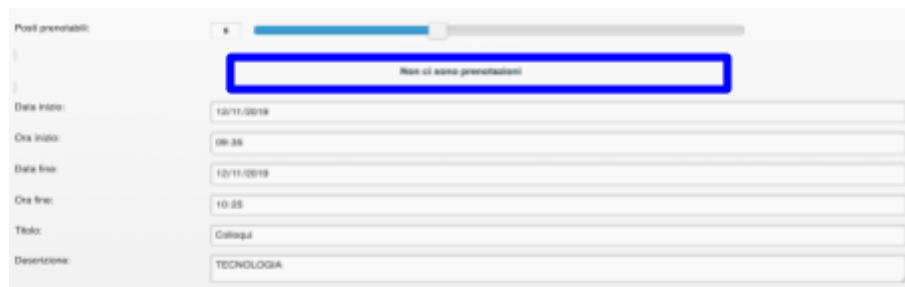 Posti prenotabili:
Non ci sono prenotazioni
Data inizio: 12/11/2019
Ora inizio: 09:35
Data fine: 12/11/2019
Ora fine: 10:25
Titolo: Colloqui
Descrizione: TECNOLOGIA